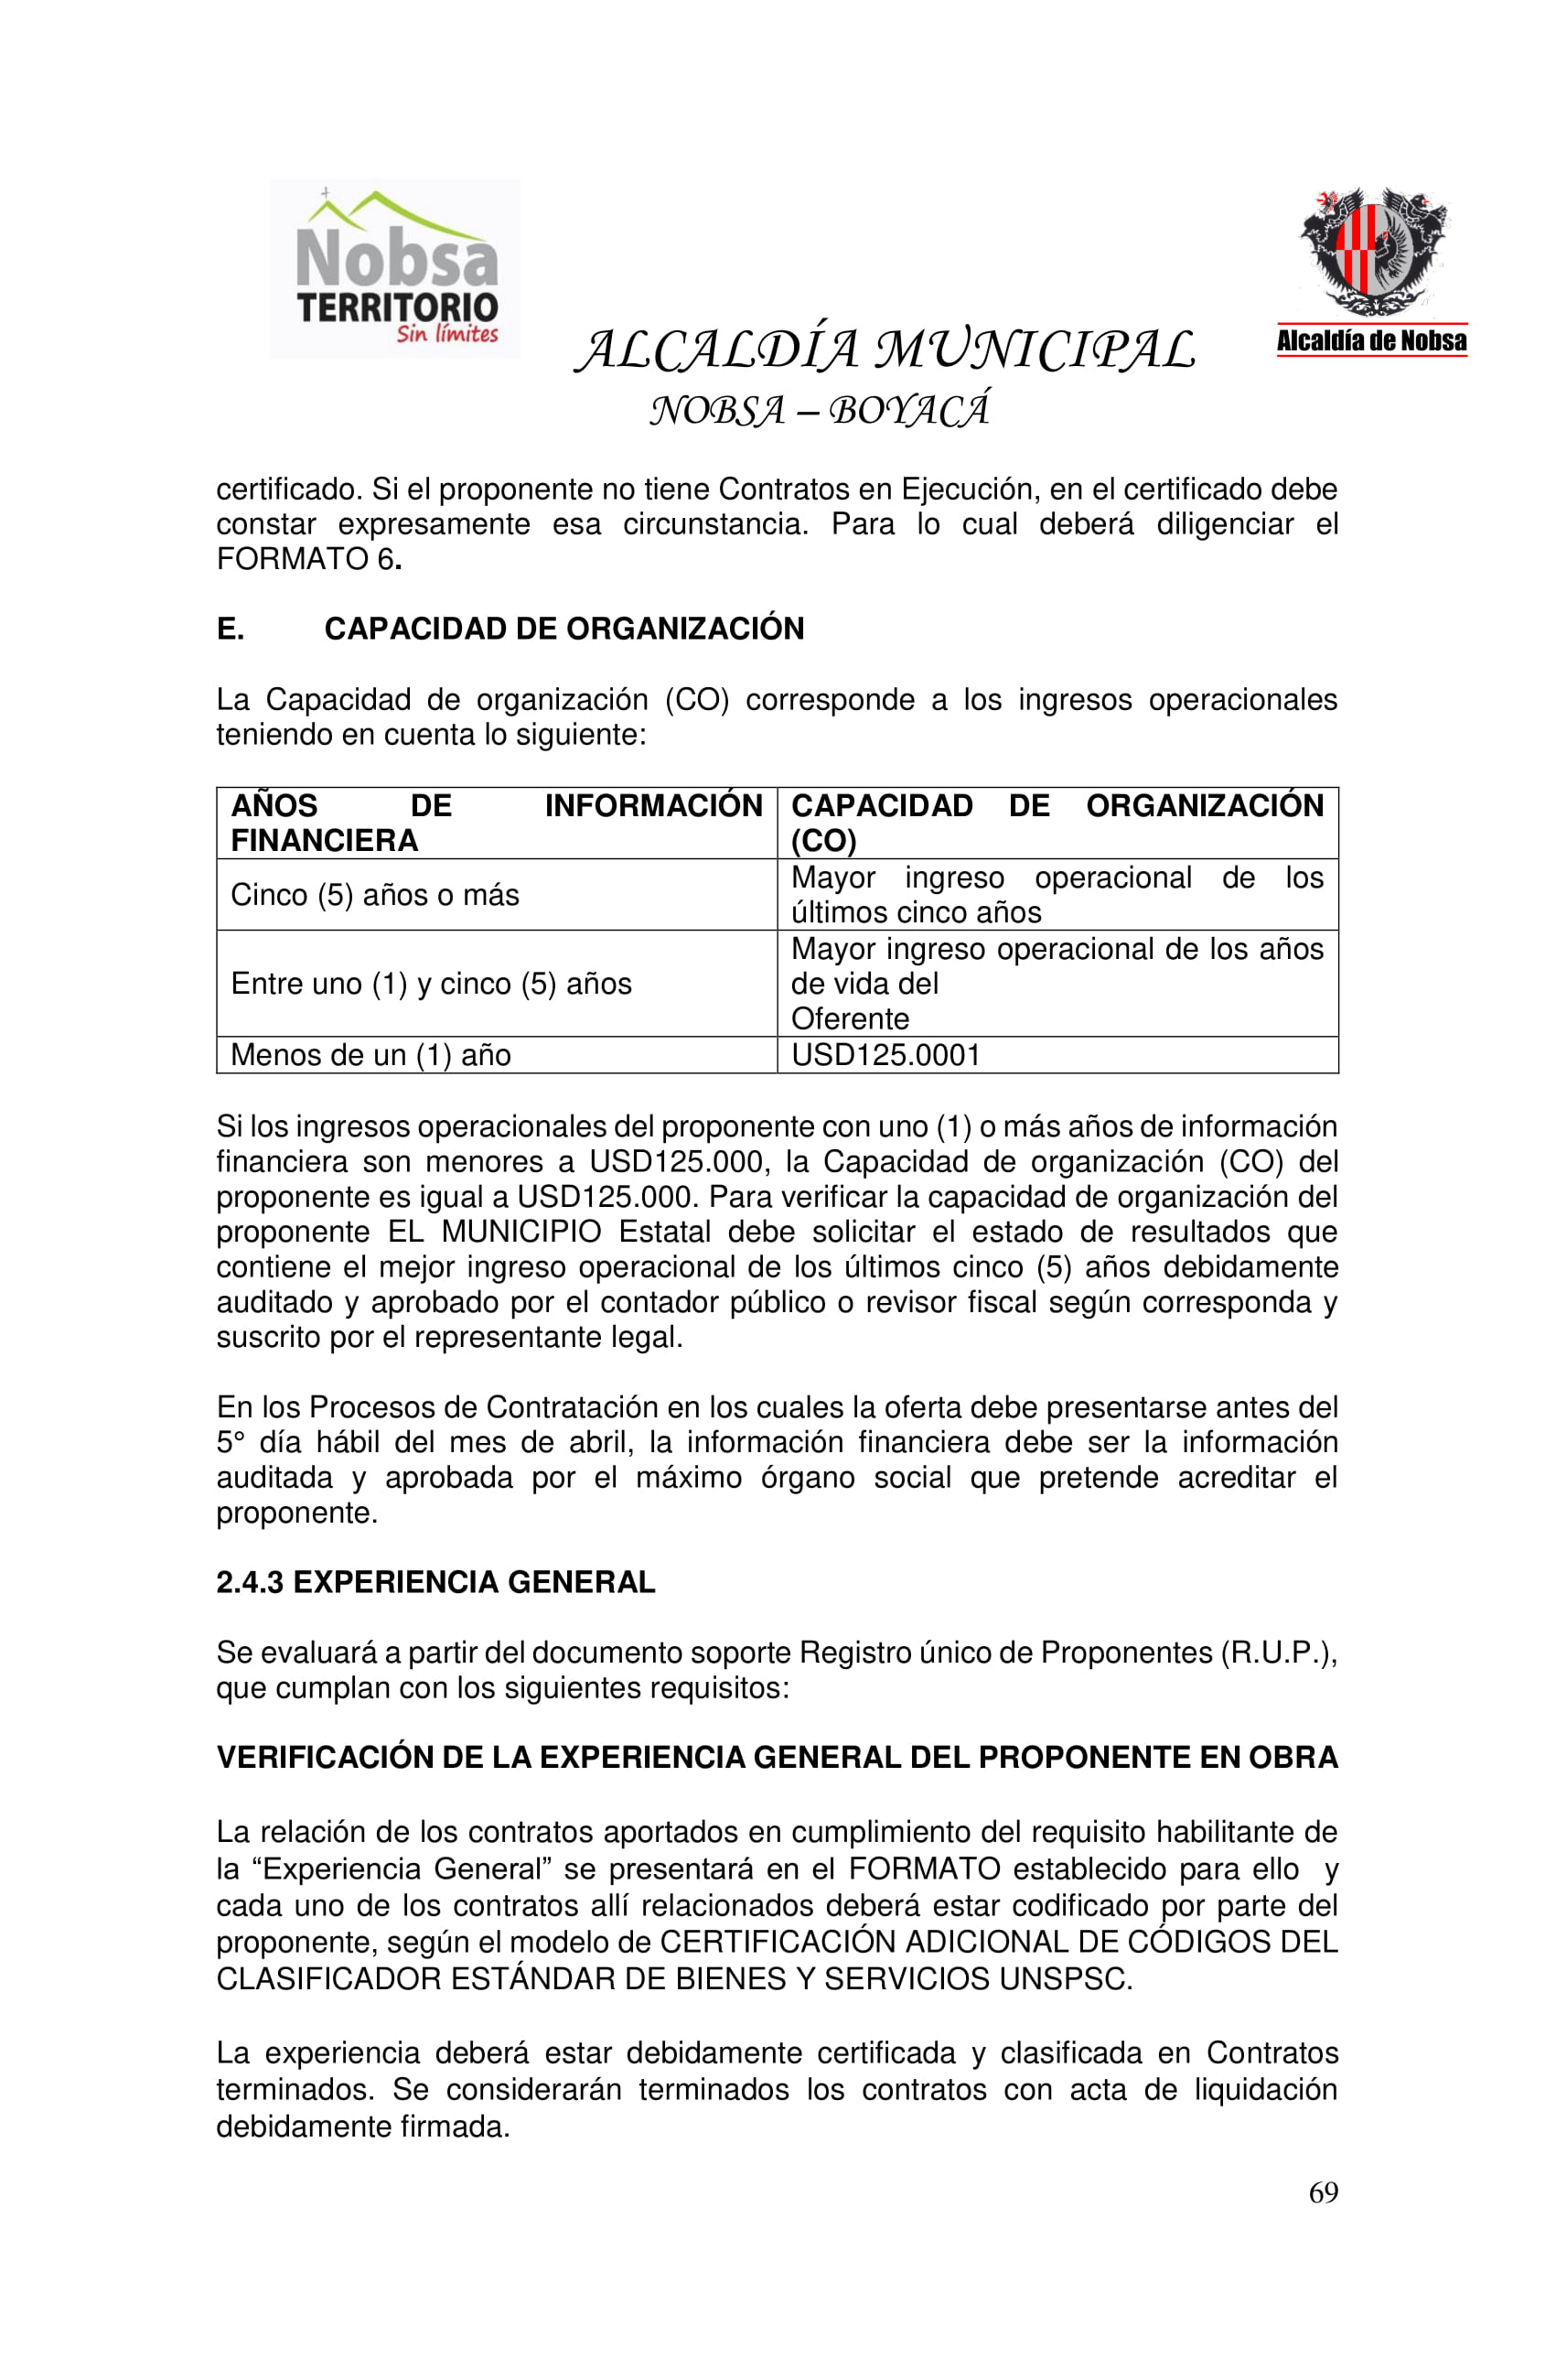 Nobsa
TERRITORIO
Sin límites
Alcaldía de Nobsa
ALCALDÍA MUNICIPAL
NOBSA – BOYACÁ
certificado. Si el proponente no tiene Contratos en Ejecución, en el certificado debe
constar expresamente esa circunstancia. Para lo cual deberá diligenciar el
FORMATO 6.
E. CAPACIDAD DE ORGANIZACIÓN
La Capacidad de organización (CO) corresponde a los ingresos operacionales
teniendo en cuenta lo siguiente:
AÑOS DE INFORMACIÓN
FINANCIERA
CAPACIDAD DE ORGANIZACIÓN
(CO)
Cinco (5) años o más
Mayor ingreso operacional de los
últimos cinco años
Entre uno (1) y cinco (5) años
Mayor ingreso operacional de los años
de vida del
Oferente
Menos de un (1) año
USD125.0001
Si los ingresos operacionales del proponente con uno (1) o más años de información
financiera son menores a USD125.000, la Capacidad de organización (CO) del
proponente es igual a USD125.000. Para verificar la capacidad de organización del
proponente EL MUNICIPIO Estatal debe solicitar el estado de resultados que
contiene el mejor ingreso operacional de los últimos cinco (5) años debidamente
auditado y aprobado por el contador público o revisor fiscal según corresponda y
suscrito por el representante legal.
En los Procesos de Contratación en los cuales la oferta debe presentarse antes del
5° día hábil del mes de abril, la información financiera debe ser la información
auditada y aprobada por el máximo órgano social que pretende acreditar el
proponente.
2.4.3 EXPERIENCIA GENERAL
Se evaluará a partir del documento soporte Registro único de Proponentes (R.U.P.),
que cumplan con los siguientes requisitos:
VERIFICACIÓN DE LA EXPERIENCIA GENERAL DEL PROPONENTE EN OBRA
La relación de los contratos aportados en cumplimiento del requisito habilitante de
la “Experiencia General” se presentará en el FORMATO establecido para ello y
cada uno de los contratos allí relacionados deberá estar codificado por parte del
proponente, según el modelo de CERTIFICACIÓN ADICIONAL DE CÓDIGOS DEL
CLASIFICADOR ESTÁNDAR DE BIENES Y SERVICIOS UNSPSC.
La experiencia deberá estar debidamente certificada y clasificada en Contratos
terminados. Se considerarán terminados los contratos con acta de liquidación
debidamente firmada.
69